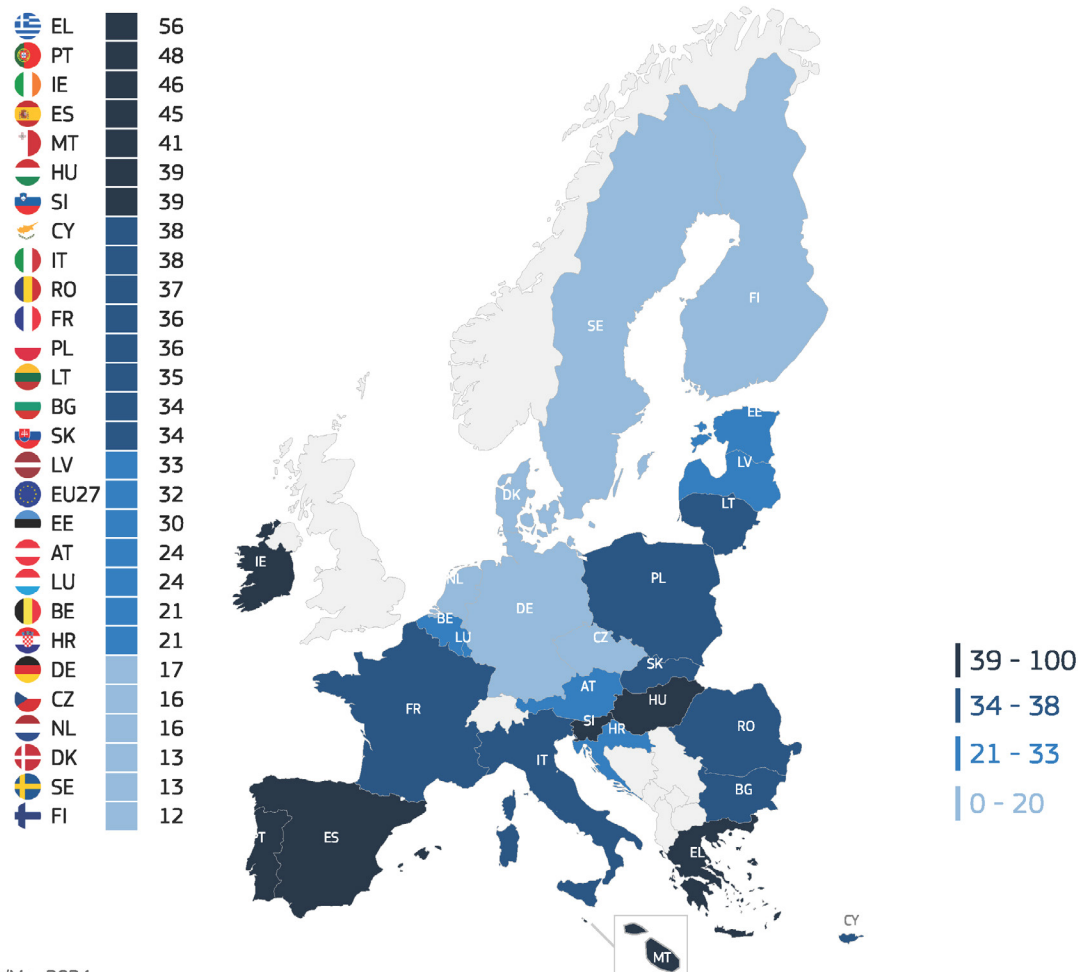 EL 56
PT 48
IE 46
ES 45
MT 41
HU 39
SI 39
CY 38
IT 38
RO 37
FR 36
PL 36
LT 35
BG 34
SK 34
LV 33
EU27 32
EE 30
AT 24
LU 24
BE 21
HR 21
DE 17
CZ 16
NL 16
DK 13
SE 13
FI 12
FI
SE
EE
LV
DK
LT
IE
NL
PL
DE
BE
CZ
LU
SK
AT
HU
FR
SI
HR
RO
IT
BG
PT
ES
EL
CY
MT
39 - 100
34 - 38
21 - 33
0 - 20